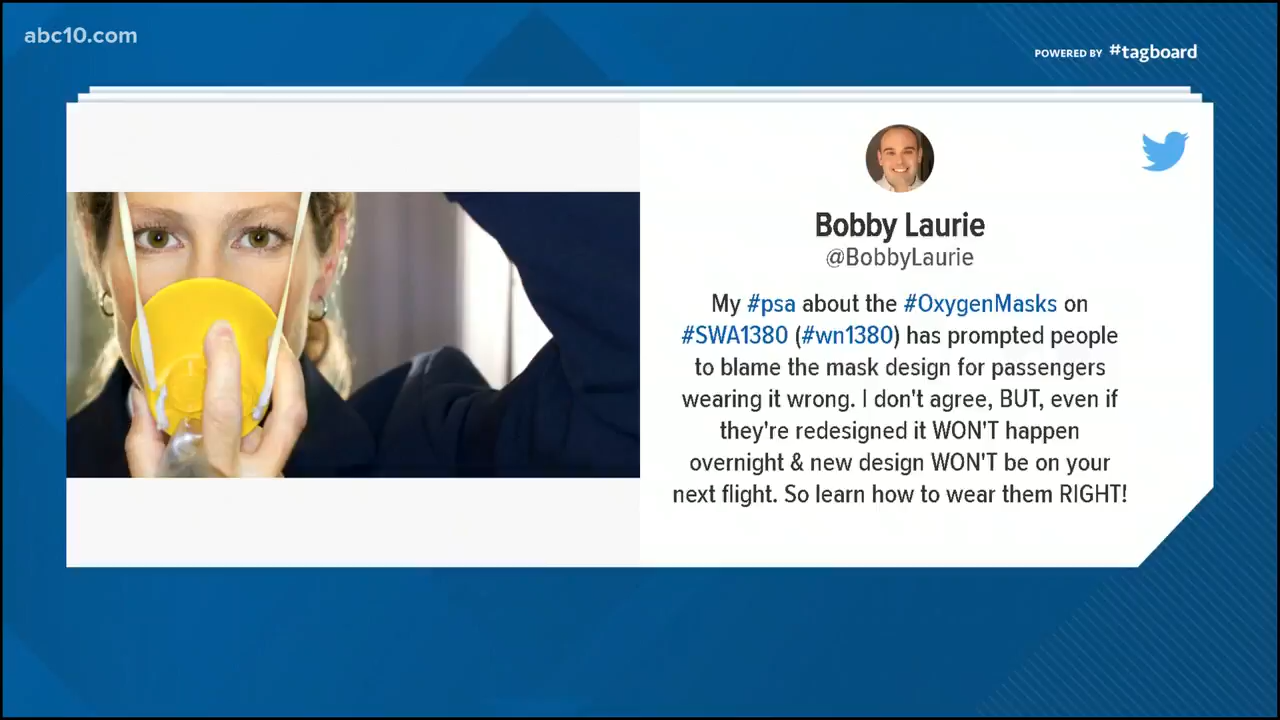 abc10.com
POWERED BY #tagboard
Bobby Laurie
@BobbyLaurie
My #psa about the #OxygenMasks on
#SWA1380 (#wn1380) has prompted people
to blame the mask design for passengers
wearing it wrong. I don't agree, BUT, even if
they're redesigned it WON'T happen
overnight & new design WON'T be on your
next flight. So learn how to wear them RIGHT!